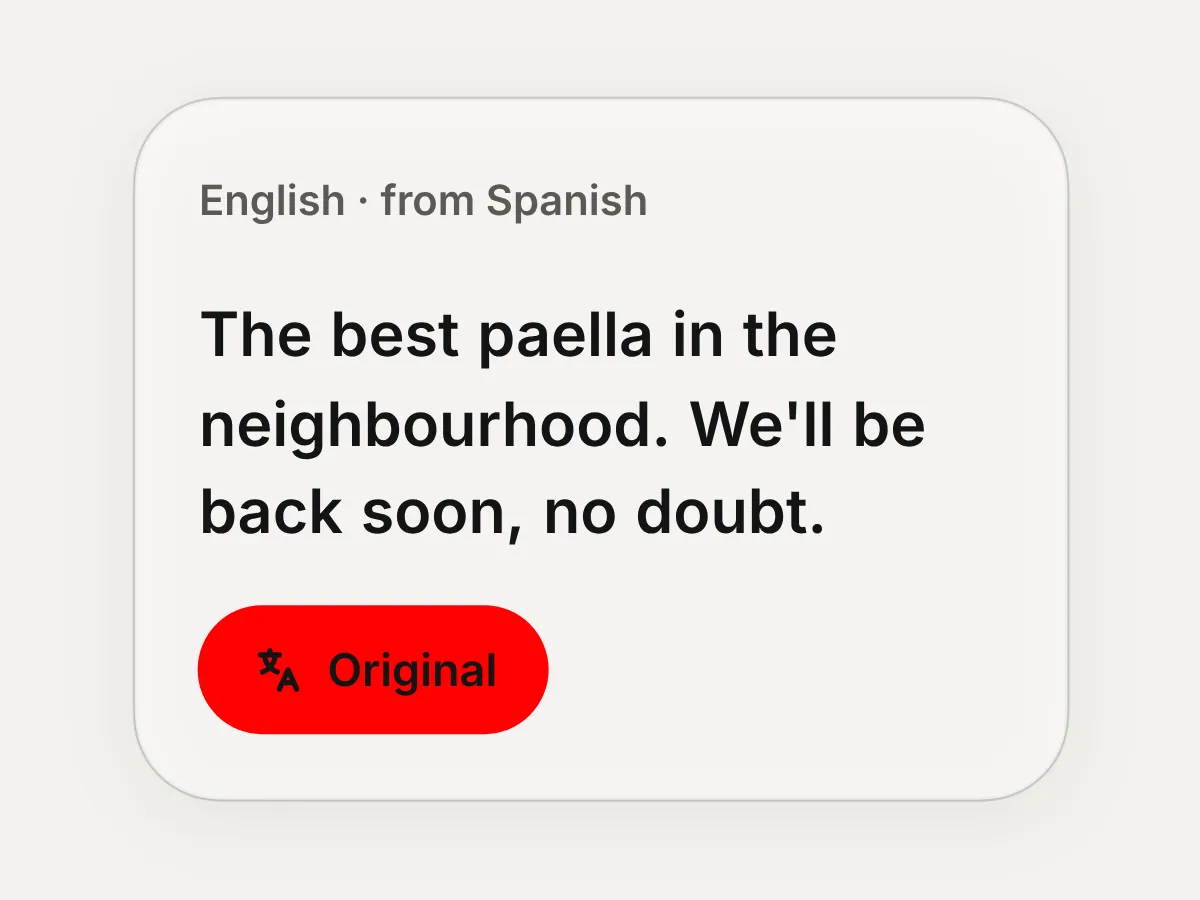 English · from Spanish
The best paella in the
neighbourhood. We'll be
back soon, no doubt.
Original